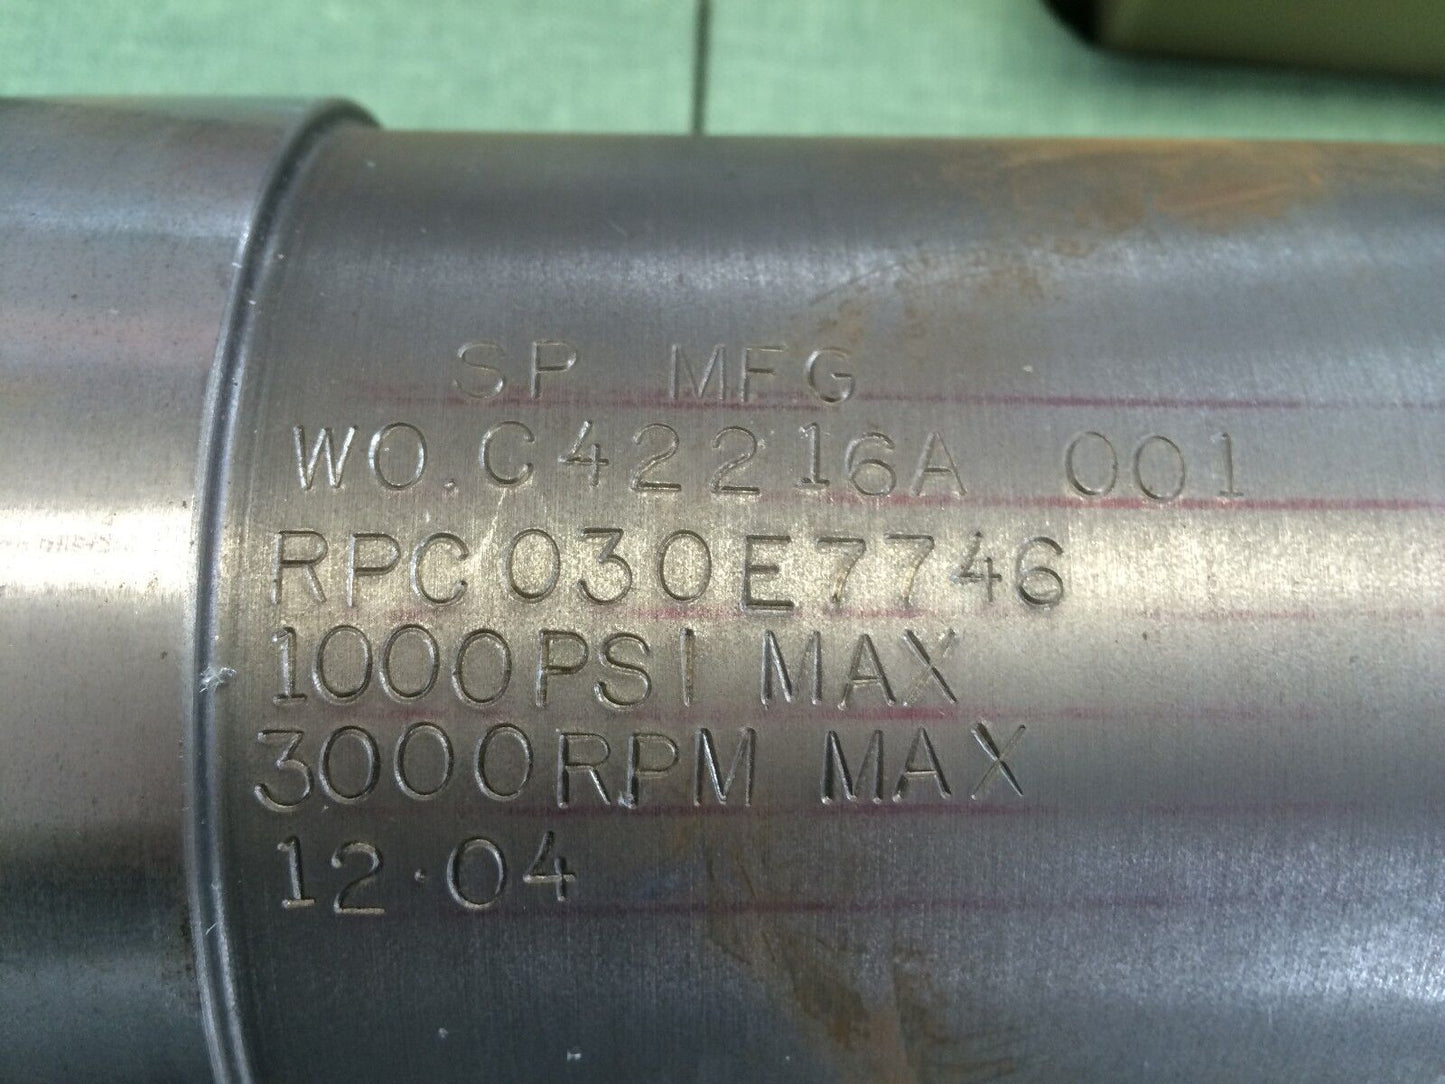 SP MFG
WO.C42216A 001
RPC030E7746
1000PSI MAX
3000RPM MAX
12.04